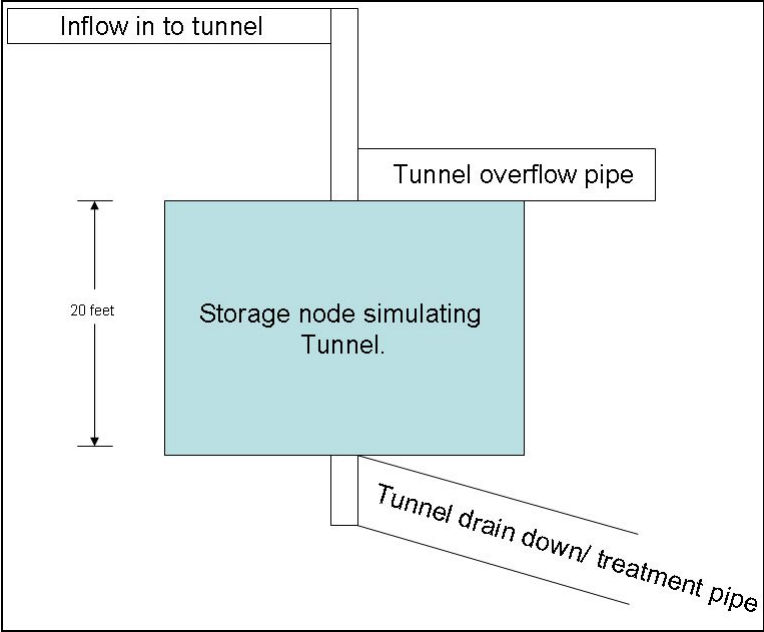 Inflow in to tunnel
Tunnel overflow pipe
20 feet
Storage node simulating
Tunnel.
Tunnel drain down/ treatment pipe